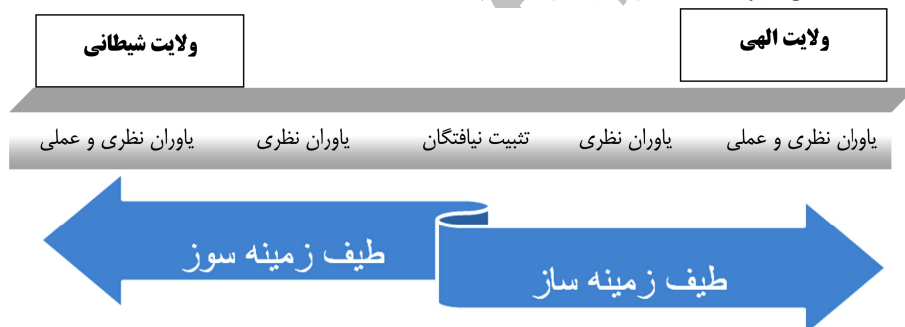 ولایت الهی
ولایت شیطانی
یاوران نظری و عملی یاوران نظری تثبیت نیافتگان یاوران نظری یاوران نظری و عملی
طیف زمینه ساز
طیف زمینه سوز